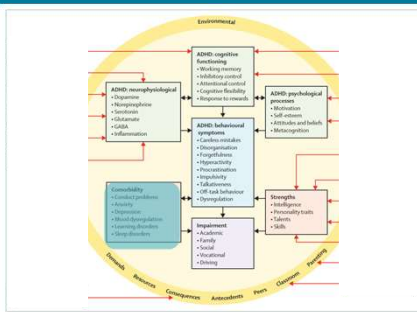 Environmental
ADHD: cognitive
functioning
• Working memory
• Inhibitory control
• Attentional control
• Cognitive flexibility
• Response to rewards
ADHD: neurophysiological
• Dopamine
• Norepinephrine
• Serotonin
• Glutamate
• GABA
• Inflammation
ADHD: psychological
processes
• Motivation
• Self-esteem
• Attitudes and beliefs
• Metacognition
ADHD: behavioural
symptoms
• Careless mistakes
• Disorganisation
• Forgetfulness
• Hyperactivity
• Procrastination
• Impulsivity
• Talkativeness
• Off-task behaviour
• Dysregulation
Comorbidity
• Conduct problems
• Anxiety
• Depression
• Mood dysregulation
• Learning disorders
• Sleep disorders
Strengths
• Intelligence
• Personality traits
• Talents
• Skills
Impairment
• Academic
• Family
• Social
• Vocational
• Driving
Demands
Resources
Consequences
Antecedents
Peers
Classroom
Parenting